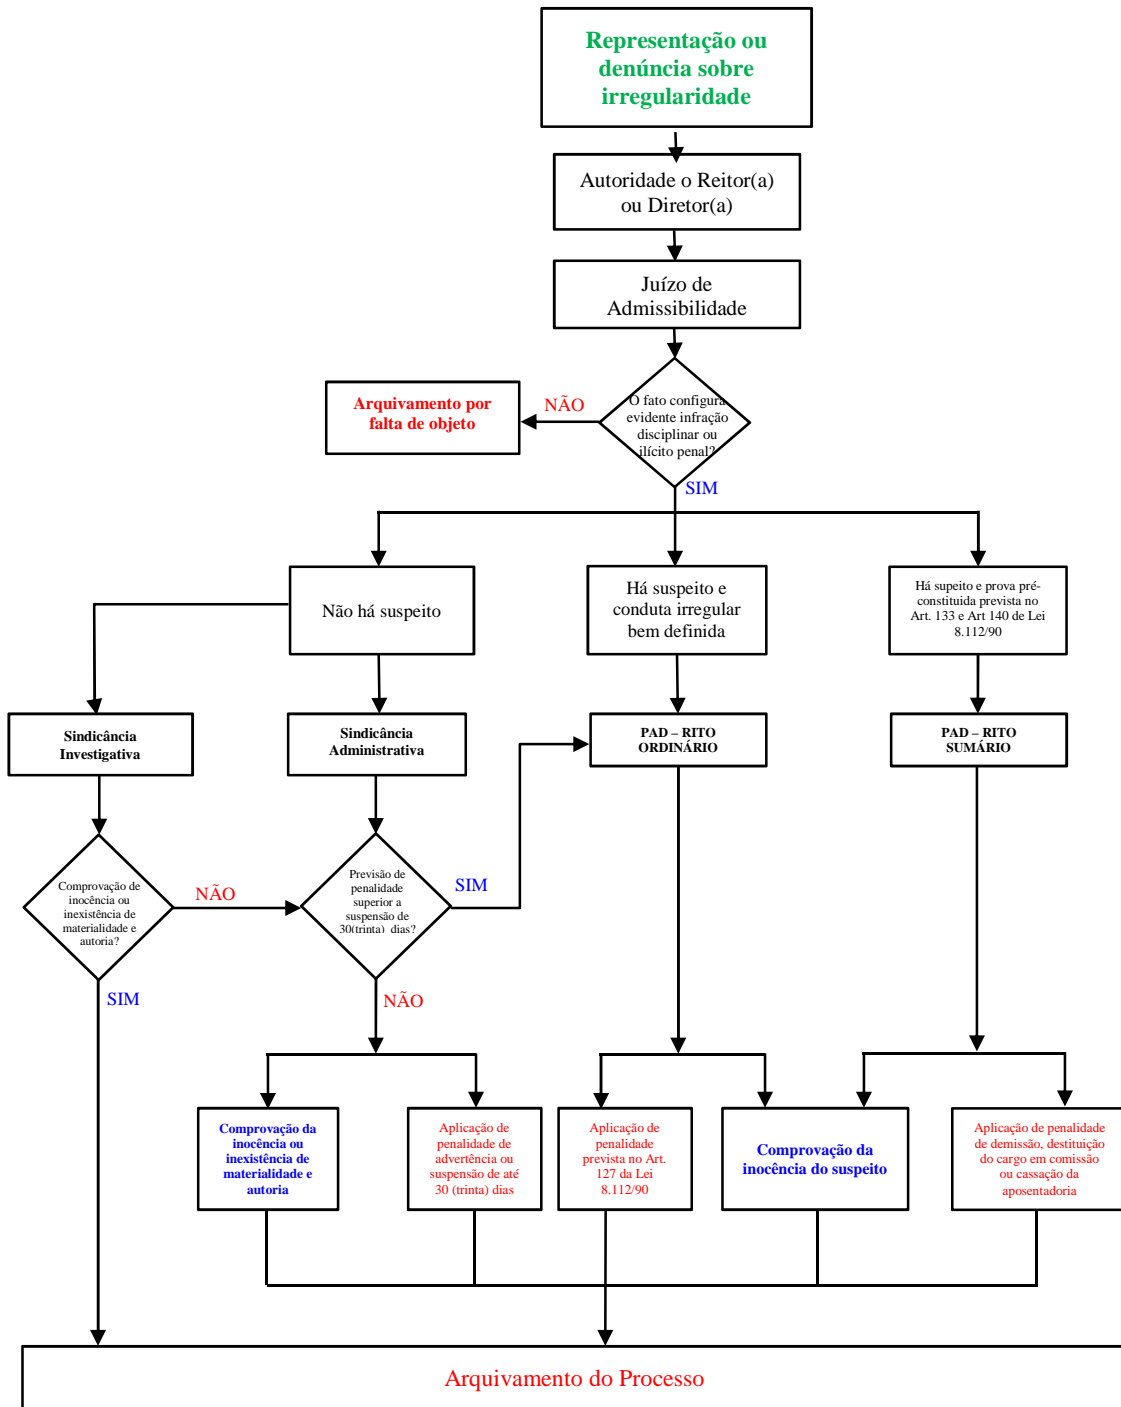 Representação ou
denúncia sobre
irregularidade
Autoridade o Reitor(a)
ou Diretor(a)
Juízo de
Admissibilidade
Arquivamento por
falta de objeto
NÃO
O fato configura
evidente infração
disciplinar ou
ilícito penal?
SIM
Não há suspeito
Há suspeito e
conduta irregular
bem definida
Há supeito e prova pré-
constituida prevista no
Art. 133 e Art 140 de Lei
8.112/90
Sindicância
Investigativa
Sindicância
Administrativa
PAD – RITO
ORDINÁRIO
PAD – RITO
SUMÁRIO
Comprovação de
inocência ou
inexistência de
materialidade e
autoria?
NÃO
Previsão de
penalidade
superior a
suspensão de
30(trinta) dias?
SIM
SIM
NÃO
Comprovação da
inocência ou
inexistência de
materialidade e
autoria
Aplicação de
penalidade de
advertência ou
suspensão de até
30 (trinta) dias
Aplicação de
penalidade
prevista no Art.
127 da Lei
8.112/90
Comprovação da
inocência do suspeito
Aplicação de penalidade
de demissão, destituição
do cargo em comissão
ou cassação da
aposentadoria
Arquivamento do Processo